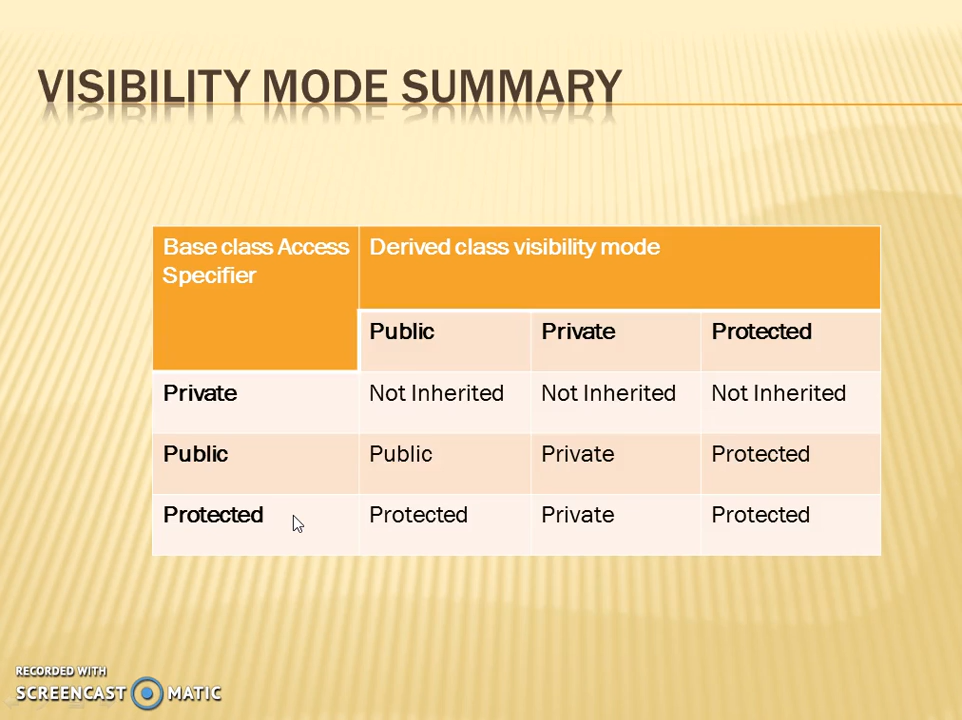 VISIBILITY MODE SUMMARY
Base class Access
Specifier
Derived class visibility mode
Public Private Protected
Private Not Inherited Not Inherited Not Inherited
Public Public Private Protected
Protected Protected Private Protected
RECORDED WITH
SCREENCAST MATIC